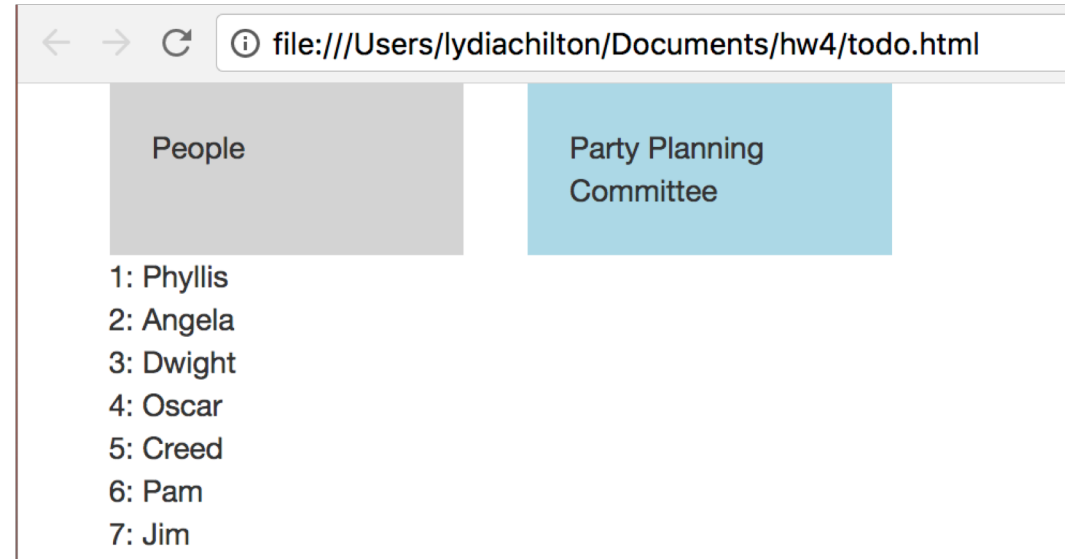 file:///Users/lydiachilton/Documents/hw4/todo.html
People
Party Planning
Committee
1: Phyllis
2: Angela
3: Dwight
4: Oscar
5: Creed
6: Pam
7: Jim